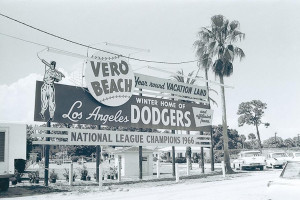 VERO
BEACH
Year round VACATION LAND
WINTER HOME OF
Los Angeles DODGERS
NATIONAL LEAGUE CHAMPIONS 1966